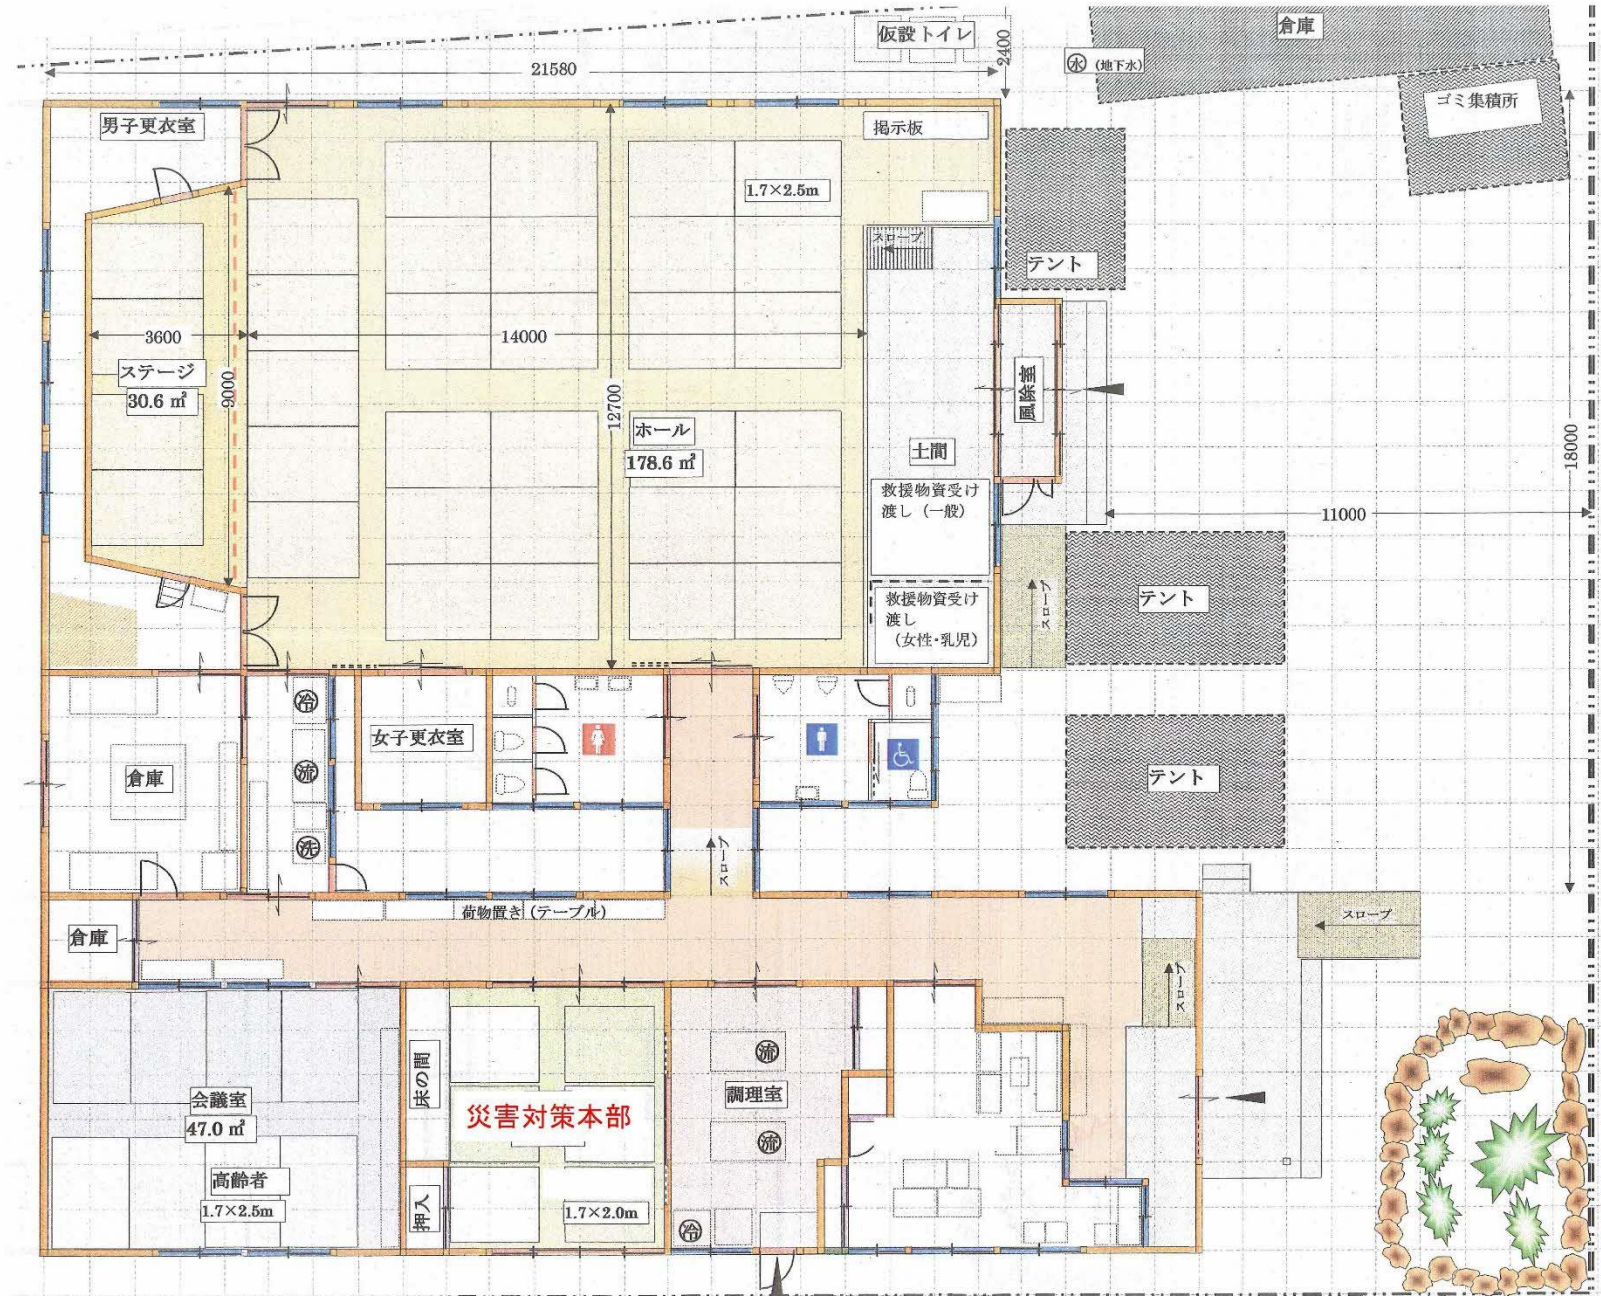 仮設トイレ
倉庫
2400
㊌ (地下水)
21580
ゴミ集積所
男子更衣室
掲示板
1.7×2.5m
スロープ
テント
3600
14000
ステージ
30.6 ㎡
9000
12700
風除室
ホール
178.6 ㎡
土間
18000
救援物資受け
渡し (一般)
11000
救援物資受け
渡し
(女性・乳児)
スロープ
テント
冷
女子更衣室
倉庫
流
テント
洗
スロープ
荷物置き (テーブル)
スロープ
倉庫
スロープ
床の間
流
会議室
47.0 ㎡
災害対策本部
調理室
流
高齢者
1.7×2.5m
押入
1.7×2.0m
冷